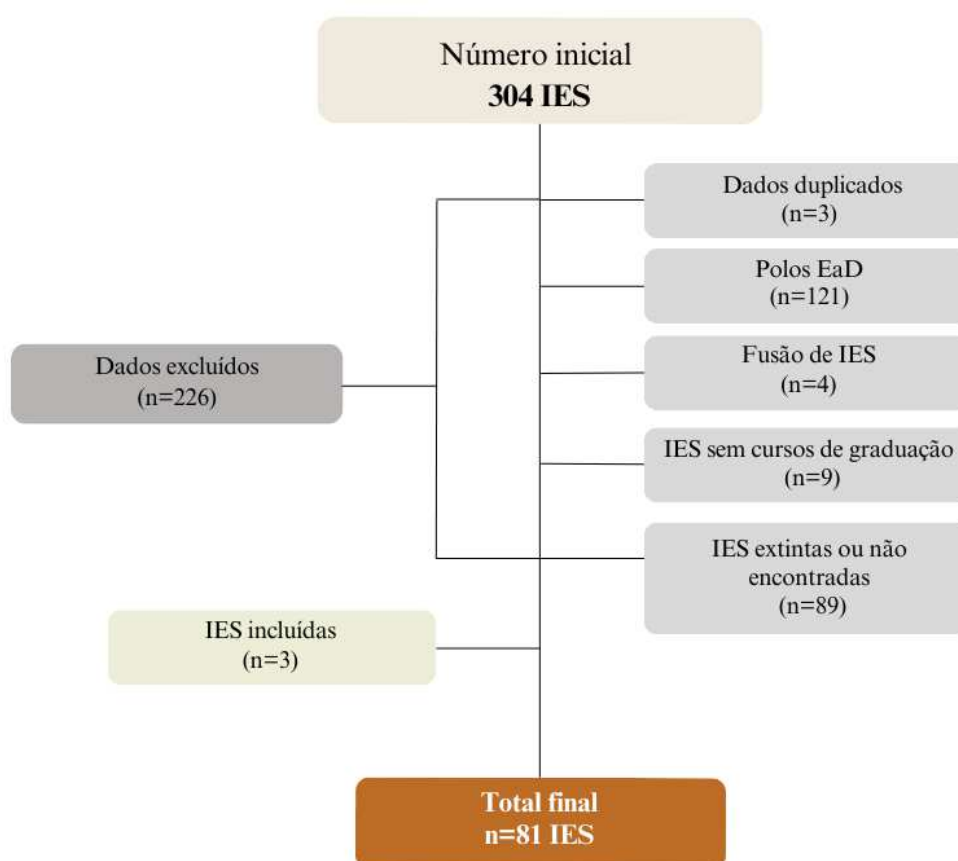 Número inicial
304 IES
Dados duplicados
(n=3)
Polos EaD
(n=121)
Fusão de IES
(n=4)
Dados excluídos
(n=226)
IES sem cursos de graduação
(n=9)
IES extintas ou não
encontradas
(n=89)
IES incluídas
(n=3)
Total final
n=81 IES